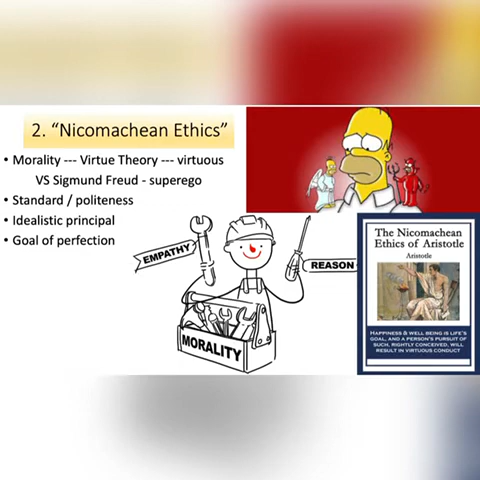 2. “Nicomachean Ethics”
• Morality --- Virtue Theory --- virtuous
VS Sigmund Freud - superego
• Standard / politeness
• Idealistic principal
• Goal of perfection
EMPATHY
REASON
MORALITY
The Nicomachean
Ethics of Aristotle
Aristotle
HAPPINESS & WELL BEING IS LIFE'S
GOAL, AND A PERSON'S PURSUIT OF
SUCH, RIGHTLY CONCEIVED, WILL
RESULT IN VIRTUOUS CONDUCT